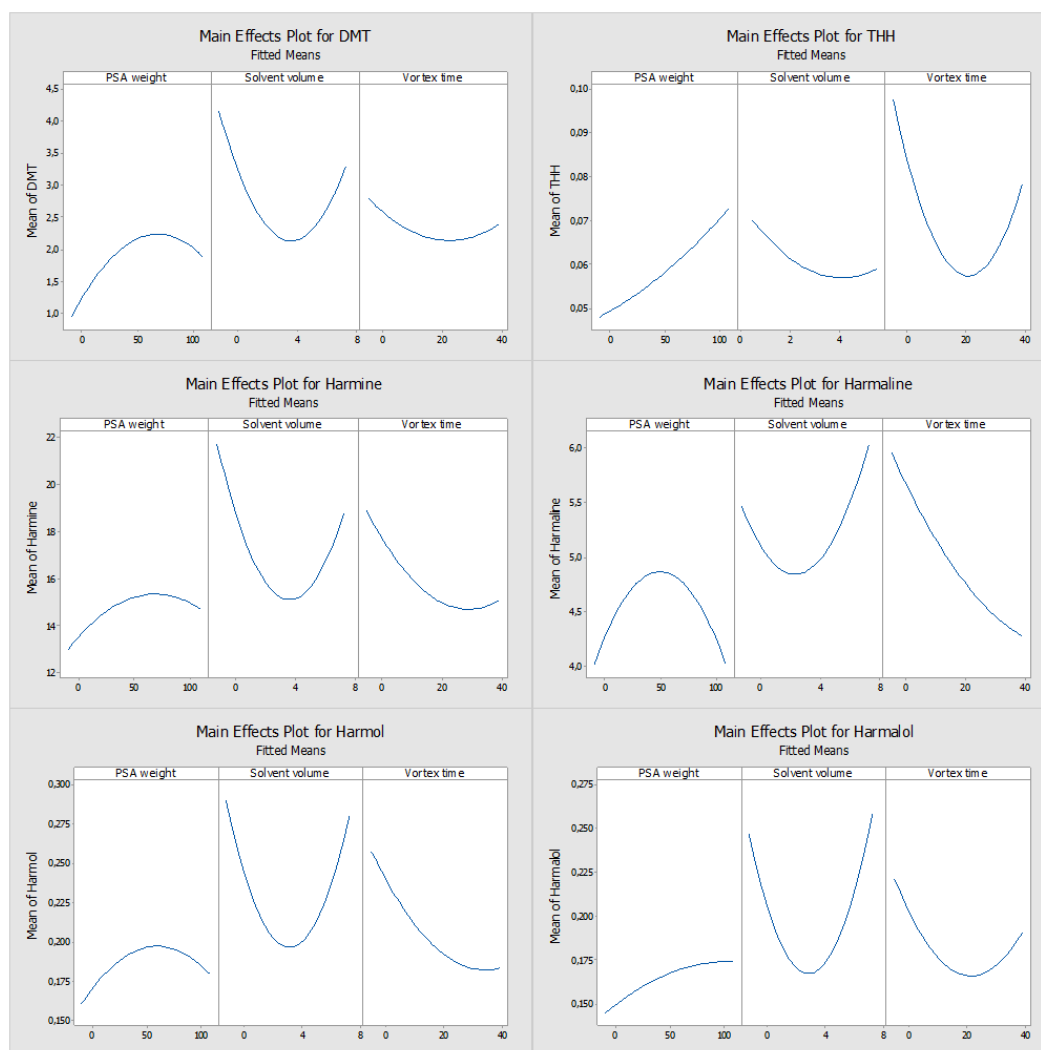 Main Effects Plot for DMT
Fitted Means
PSA weight Solvent volume Vortex time
Mean of DMT
4,5
4,0
3,5
3,0
2,5
2,0
1,5
1,0
0 50 100 0 4 8 0 20 40
Main Effects Plot for THH
Fitted Means
PSA weight Solvent volume Vortex time
Mean of THH
0,10
0,09
0,08
0,07
0,06
0,05
0 50 100 0 2 4 0 20 40
Main Effects Plot for Harmine
Fitted Means
PSA weight Solvent volume Vortex time
Mean of Harmine
22
20
18
16
14
12
0 50 100 0 4 8 0 20 40
Main Effects Plot for Harmaline
Fitted Means
PSA weight Solvent volume Vortex time
Mean of Harmaline
6,0
5,5
5,0
4,5
4,0
0 50 100 0 4 8 0 20 40
Main Effects Plot for Harmol
Fitted Means
PSA weight Solvent volume Vortex time
Mean of Harmol
0,300
0,275
0,250
0,225
0,200
0,175
0,150
0 50 100 0 4 8 0 20 40
Main Effects Plot for Harmalol
Fitted Means
PSA weight Solvent volume Vortex time
Mean of Harmalol
0,275
0,250
0,225
0,200
0,175
0,150
0 50 100 0 4 8 0 20 40